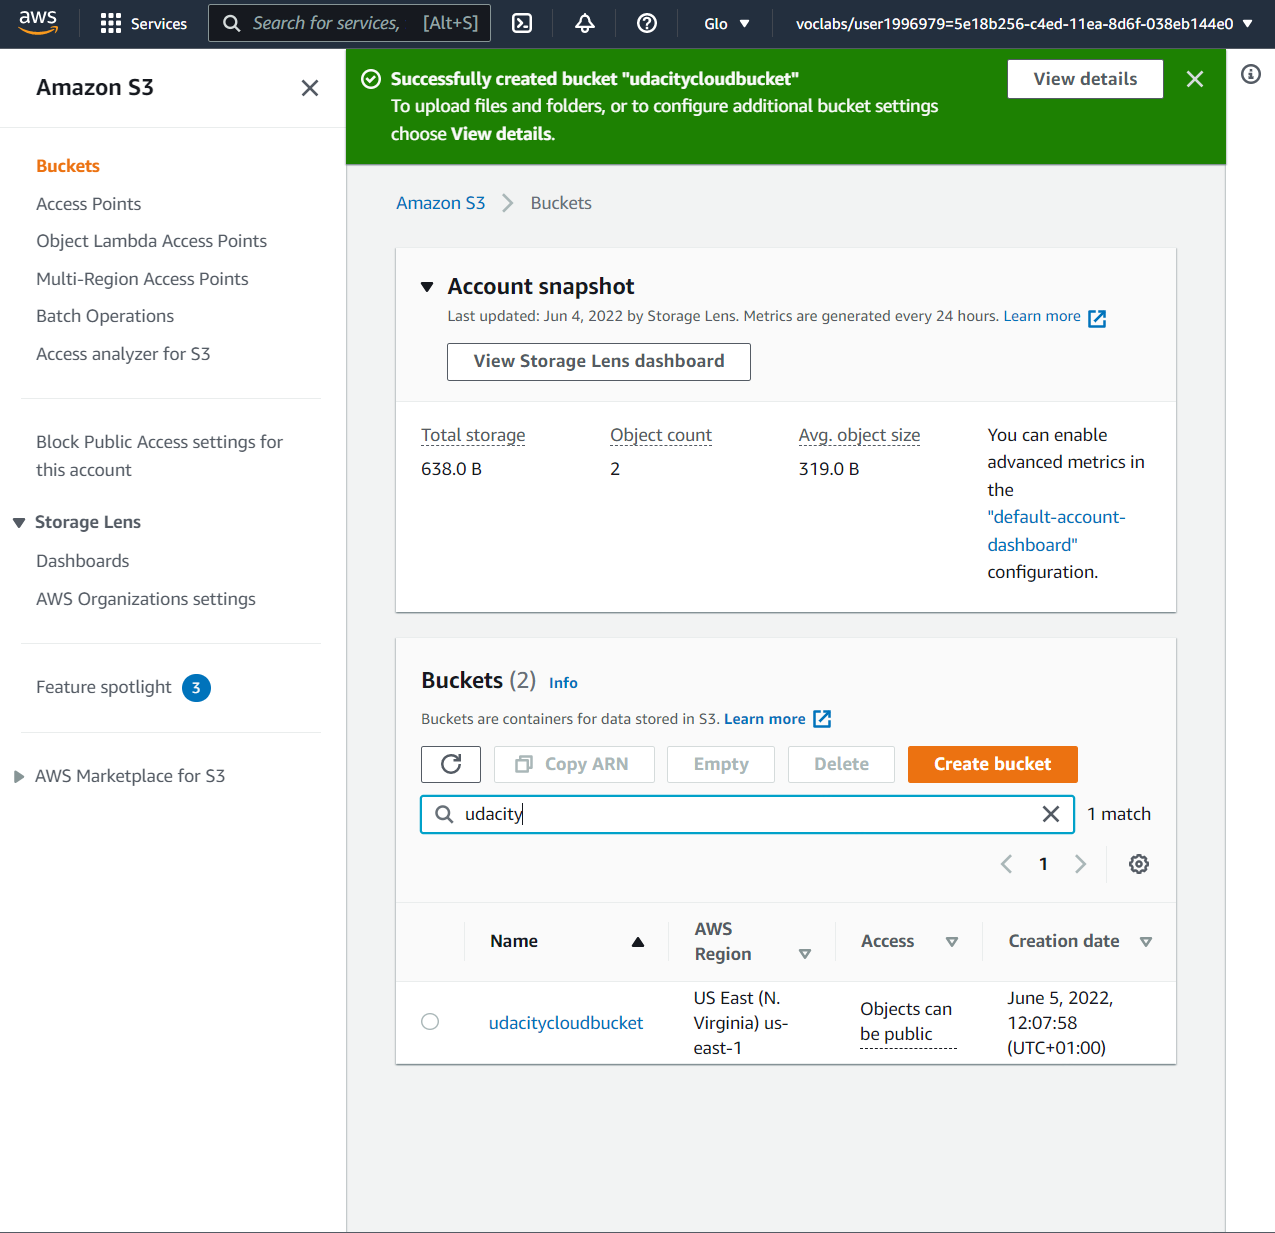 aws
Services
Search for services, [Alt+S]
Glo
voclabs/user1996979=5e18b256-c4ed-11ea-8d6f-038eb144e0
Amazon S3
Buckets
Access Points
Object Lambda Access Points
Multi-Region Access Points
Batch Operations
Access analyzer for S3
Block Public Access settings for
this account
Storage Lens
Dashboards
AWS Organizations settings
Feature spotlight 3
AWS Marketplace for S3
Successfully created bucket "udacitycloudbucket"
To upload files and folders, or to configure additional bucket settings
choose View details.
View details
Amazon S3 > Buckets
Account snapshot
Last updated: Jun 4, 2022 by Storage Lens. Metrics are generated every 24 hours. Learn more
View Storage Lens dashboard
Total storage
638.0 B
Object count
2
Avg. object size
319.0 B
You can enable
advanced metrics in
the
"default-account-
dashboard"
configuration.
Buckets (2) Info
Buckets are containers for data stored in S3. Learn more
Copy ARN
Empty
Delete
Create bucket
udacity
1 match
1
Name
AWS
Region
Access
Creation date
udacitycloudbucket
US East (N.
Virginia) us-
east-1
Objects can
be public
June 5, 2022,
12:07:58
(UTC+01:00)